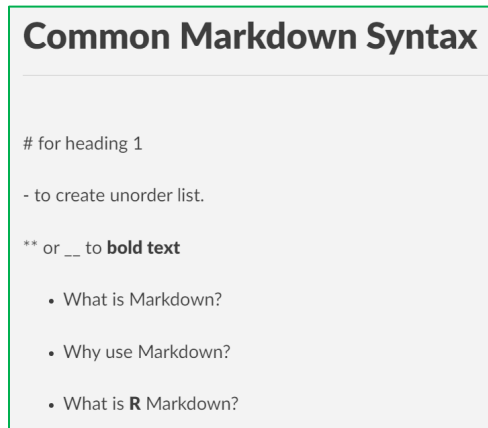 Common Markdown Syntax
# for heading 1
- to create unorder list.
** or __ to bold text
• What is Markdown?
• Why use Markdown?
• What is R Markdown?